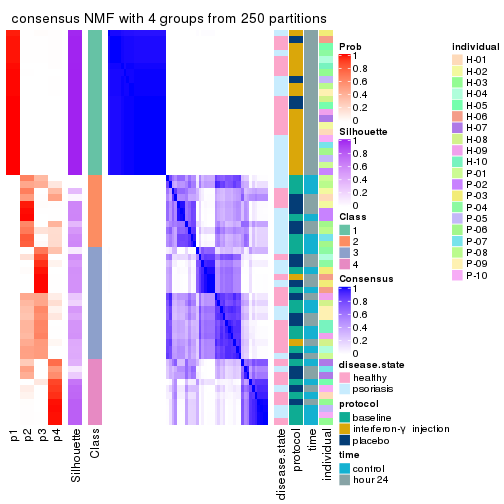 consensus NMF with 4 groups from 250 partitions
p1
p2
p3
p4
Silhouette
Class
disease.state
protocol
time
individual
Prob
1
0.8
0.6
0.4
0.2
0
Silhouette
1
0.8
0.6
0.4
0.2
0
Class
1
2
3
4
Consensus
1
0.8
0.6
0.4
0.2
0
disease.state
healthy
psoriasis
protocol
baseline
interferon-γ injection
placebo
time
control
hour 24
individual
H-01
H-02
H-03
H-04
H-05
H-06
H-07
H-08
H-09
H-10
P-01
P-02
P-03
P-04
P-05
P-06
P-07
P-08
P-09
P-10